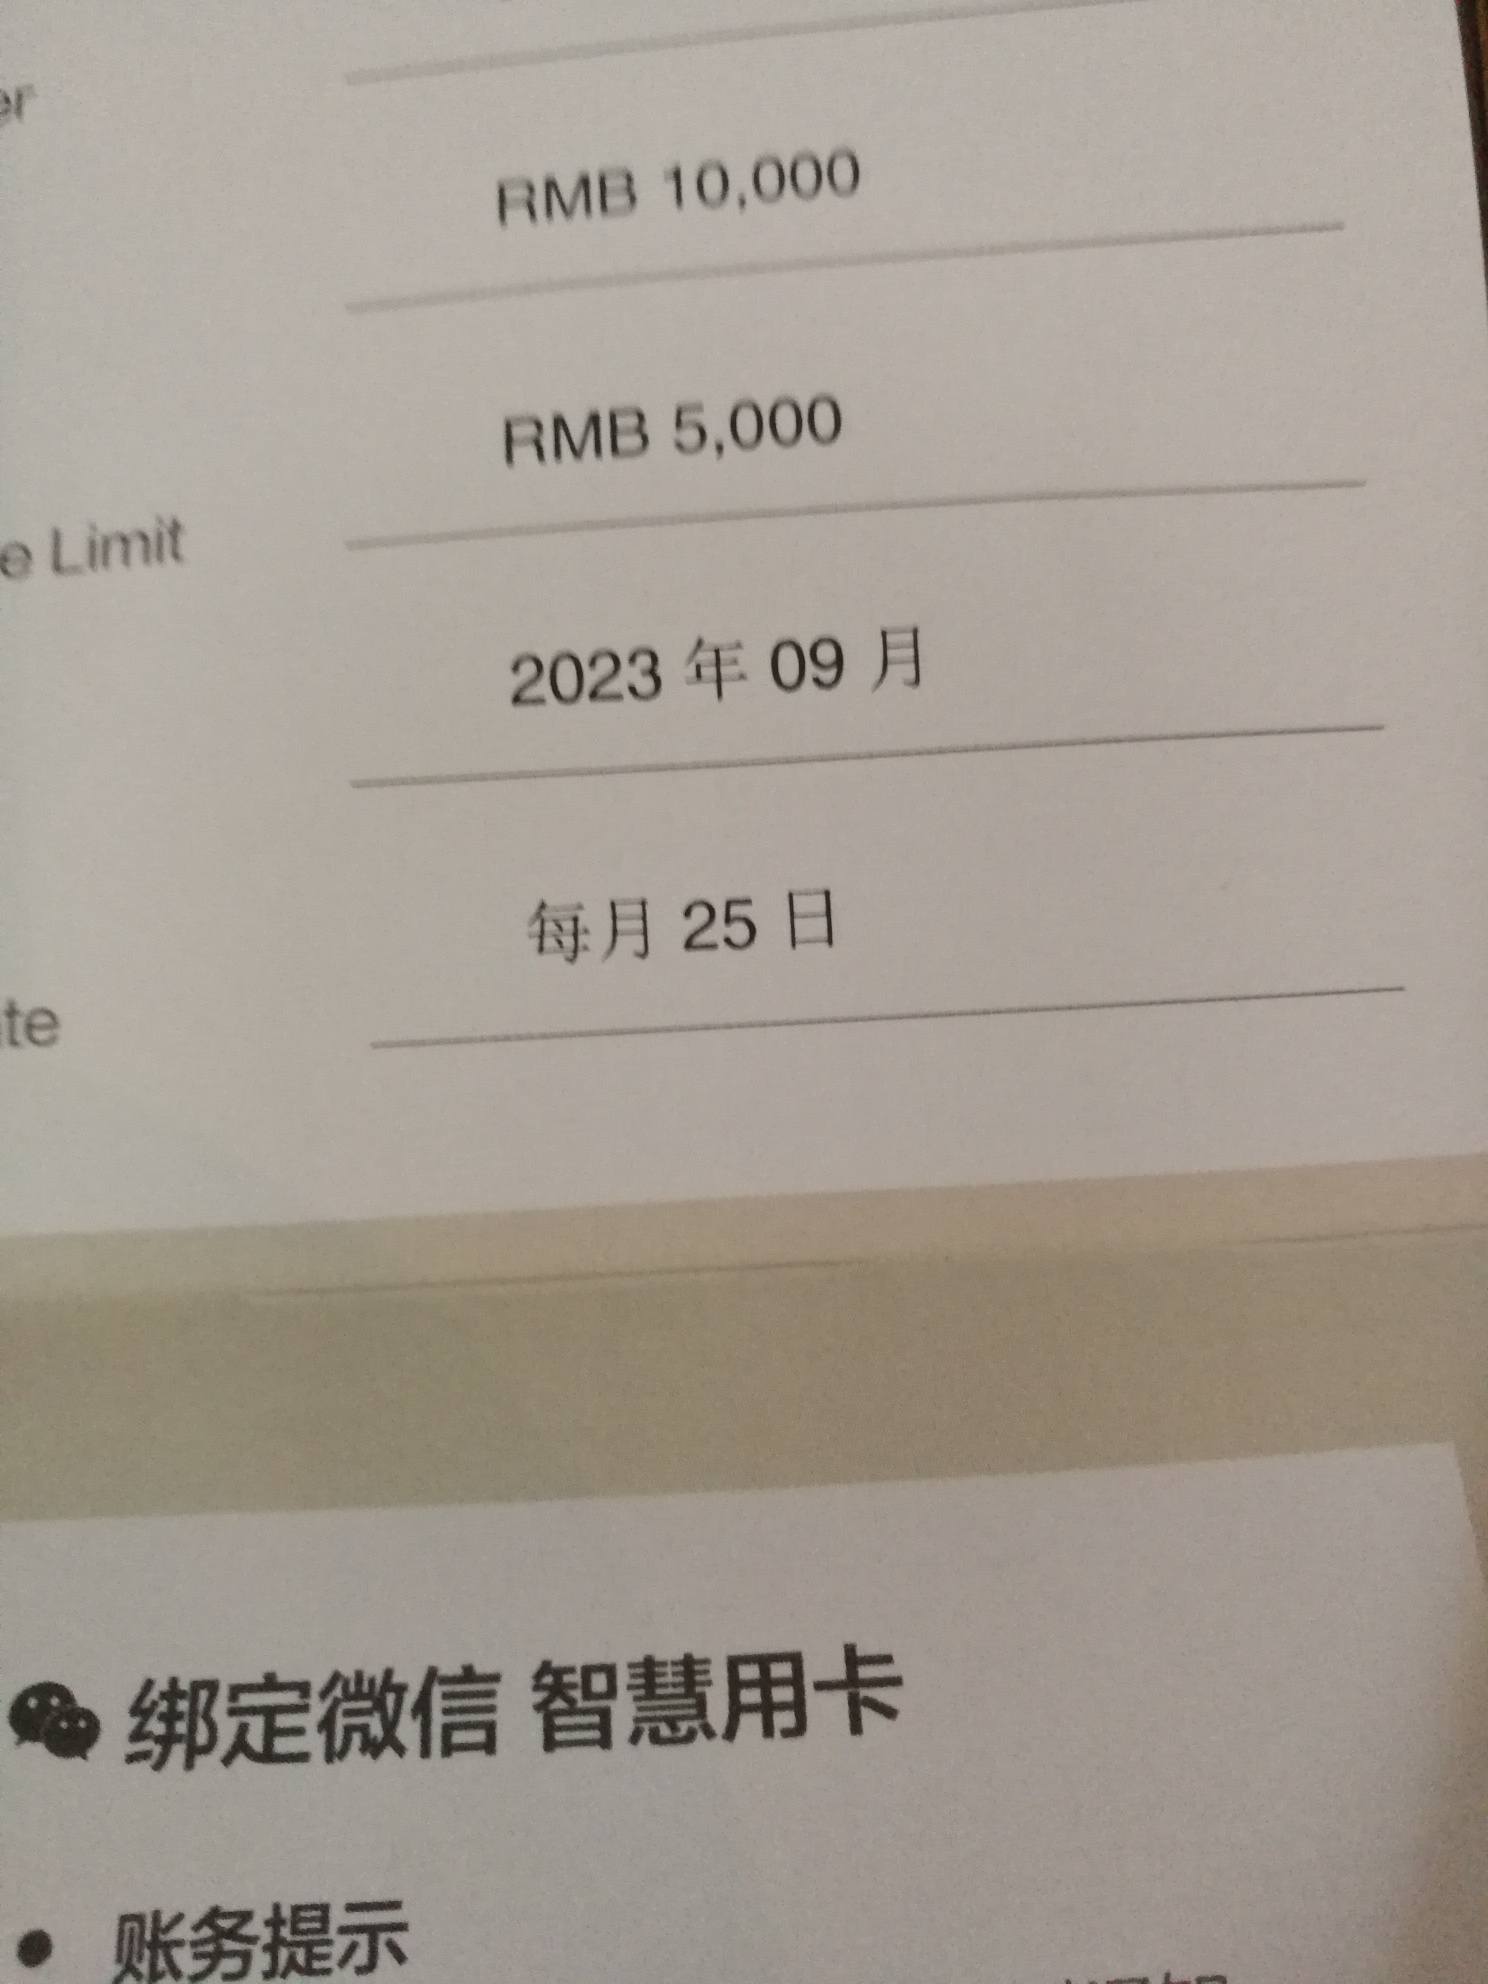 er
RMB 10,000
RMB 5,000
e Limit
2023 年 09 月
每月 25 日
te
绑定微信 智慧用卡
● 账务提示